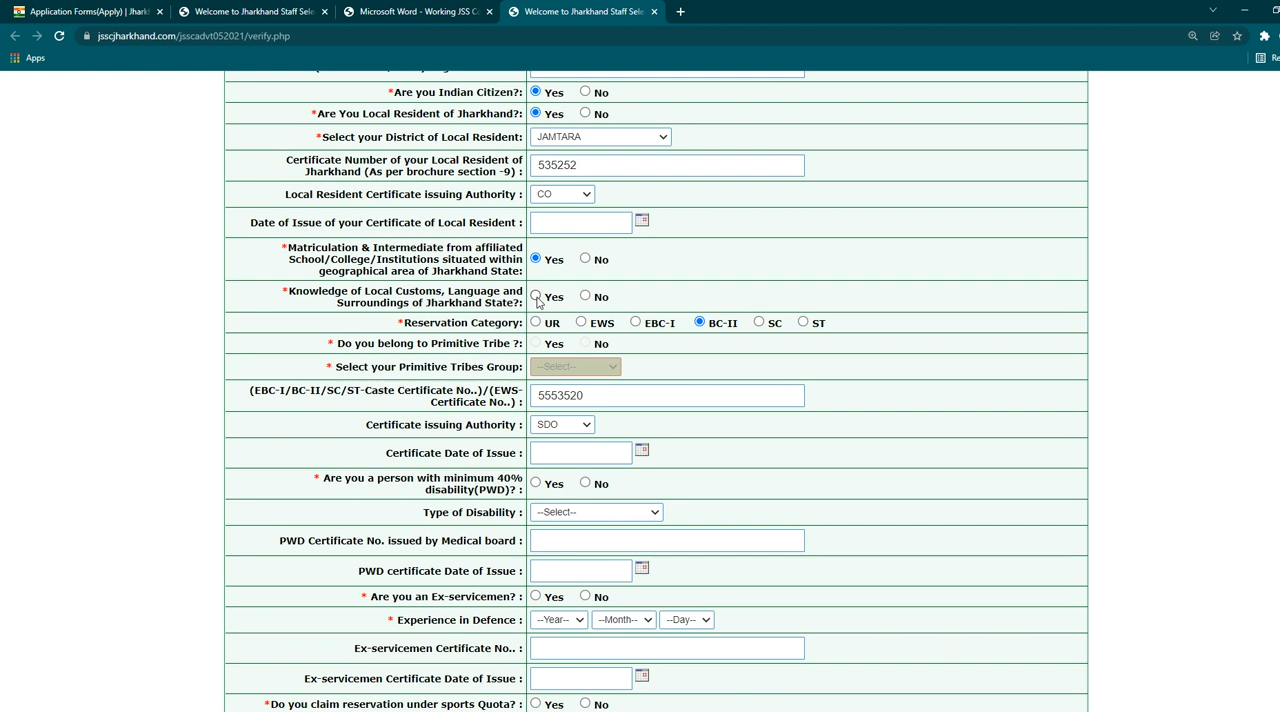 Application Forms(Apply) | Jhark
Welcome to Jharkhand Staff Sele
Microsoft Word - Working JSS C
Welcome to Jharkhand Staff Sele
jsscjharkhand.com/jsscadvt052021/verify.php
Apps
Re
*Are you Indian Citizen?: Yes No
*Are You Local Resident of Jharkhand?: Yes No
*Select your District of Local Resident: JAMTARA
Certificate Number of your Local Resident of
Jharkhand (As per brochure section -9) : 535252
Local Resident Certificate issuing Authority : CO
Date of Issue of your Certificate of Local Resident :
*Matriculation & Intermediate from affiliated
School/College/Institutions situated within
geographical area of Jharkhand State: Yes No
*Knowledge of Local Customs, Language and
Surroundings of Jharkhand State?: Yes No
*Reservation Category: UR EWS EBC-I BC-II SC ST
* Do you belong to Primitive Tribe ?: Yes No
* Select your Primitive Tribes Group: --Select--
(EBC-I/BC-II/SC/ST-Caste Certificate No..)/(EWS-
Certificate No..) : 5553520
Certificate issuing Authority : SDO
Certificate Date of Issue :
* Are you a person with minimum 40%
disability(PWD)? : Yes No
Type of Disability : --Select--
PWD Certificate No. issued by Medical board :
PWD certificate Date of Issue :
* Are you an Ex-servicemen? : Yes No
* Experience in Defence : --Year-- --Month-- --Day--
Ex-servicemen Certificate No.. :
Ex-servicemen Certificate Date of Issue :
*Do you claim reservation under sports Quota? : Yes No